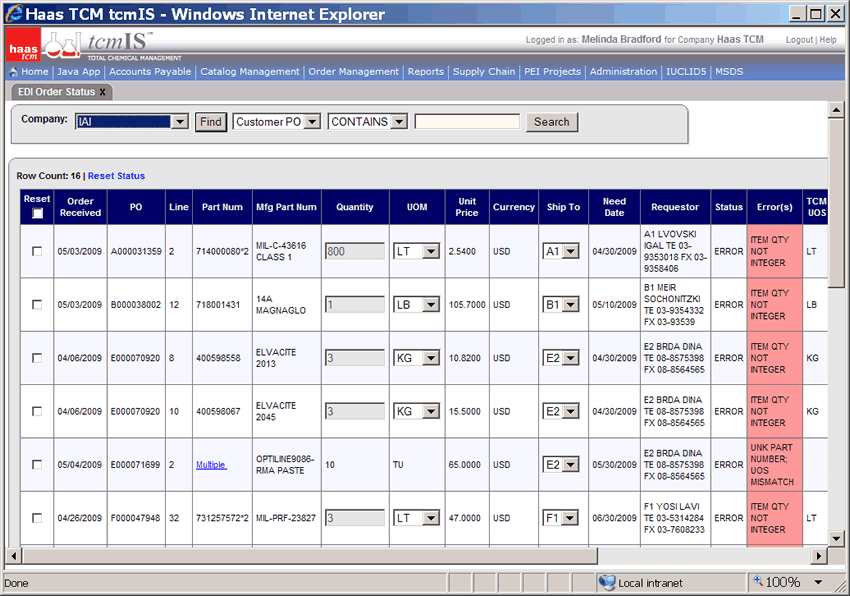 Haas TCM tcmIS - Windows Internet Explorer
haas tcm
tcmIS™
TOTAL CHEMICAL MANAGEMENT
Logged in as: Melinda Bradford for Company Haas TCM
Logout | Help
Home | Java App | Accounts Payable | Catalog Management | Order Management | Reports | Supply Chain | PEI Projects | Administration | IUCLID5 | MSDS
EDI Order Status X
Company: IAI Find Customer PO CONTAINS Search
Row Count: 16 | Reset Status
Reset Order Received PO Line Part Num Mfg Part Num Quantity UOM Unit Price Currency Ship To Need Date Requestor Status Error(s) TCM UOS
05/03/2009 A000031359 2 714000080*2 MIL-C-43616 CLASS 1 800 LT 2.5400 USD A1 04/30/2009 A1 LVOVSKI IGAL TE 03-9353018 FX 03-9358406 ERROR ITEM QTY NOT INTEGER LT
05/03/2009 B000038002 12 718001431 14A MAGNAGLO 1 LB 105.7000 USD B1 05/10/2009 B1 MEIR SOCHONITZKI TE 03-9354332 FX 03-93539 ERROR ITEM QTY NOT INTEGER LB
04/06/2009 E000070920 8 400598558 ELVACITE 2013 3 KG 10.8200 USD E2 04/30/2009 E2 BRDA DINA TE 08-8575398 FX 08-8564565 ERROR ITEM QTY NOT INTEGER KG
04/06/2009 E000070920 10 400598067 ELVACITE 2045 3 KG 15.5000 USD E2 04/30/2009 E2 BRDA DINA TE 08-8575398 FX 08-8564565 ERROR ITEM QTY NOT INTEGER KG
05/04/2009 E000071699 2 Multiple OPTILINE9086-RMA PASTE 10 TU 65.0000 USD E2 05/30/2009 E2 BRDA DINA TE 08-8575398 FX 08-8564565 ERROR UNK PART NUMBER; UOS MISMATCH
04/26/2009 F000047948 32 731257572*2 MIL-PRF-23827 3 LT 47.0000 USD F1 06/30/2009 F1 YOSI LAVI TE 03-5314284 FX 03-7608233 ERROR ITEM QTY NOT INTEGER LT
Done Local intranet 100%